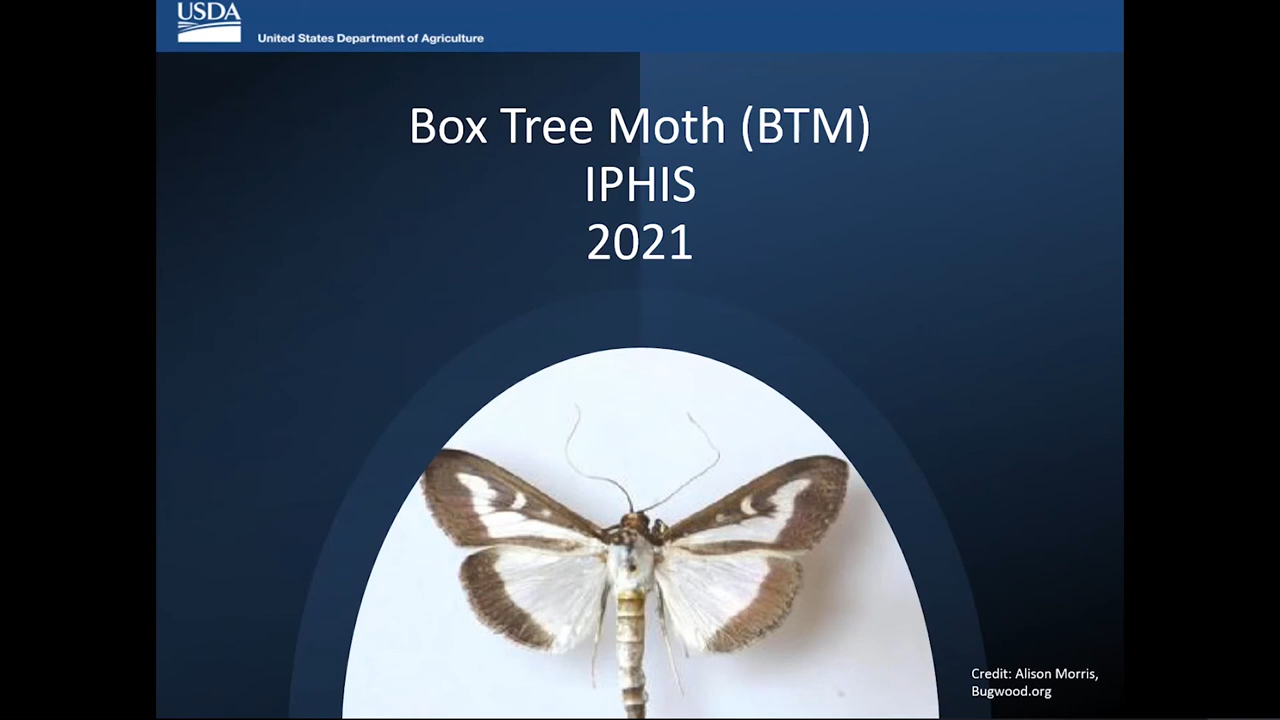 USDA
United States Department of Agriculture
Box Tree Moth (BTM)
IPHIS
2021
Credit: Alison Morris,
Bugwood.org